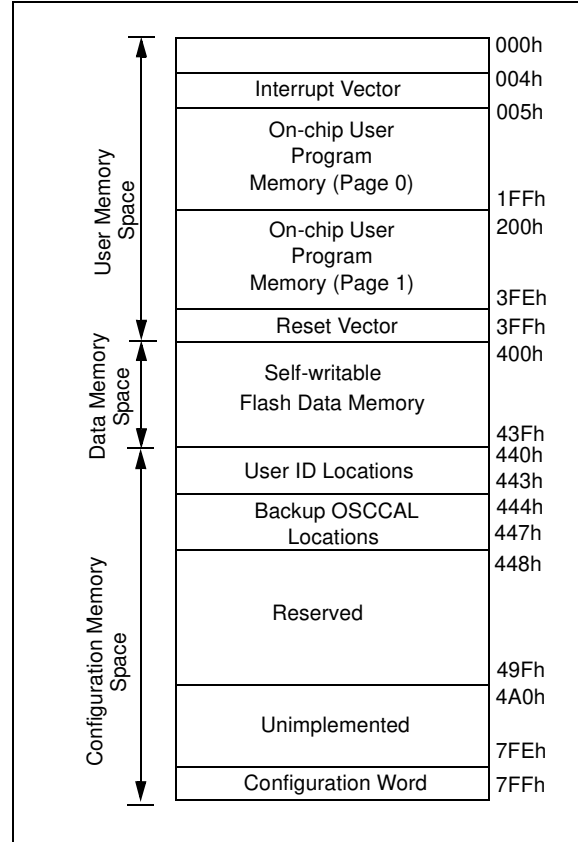 000h
Interrupt Vector
004h
005h
On-chip User
Program
Memory (Page 0)
1FFh
200h
On-chip User
Program
Memory (Page 1)
3FEh
Reset Vector
3FFh
User Memory
Space
400h
Self-writable
Flash Data Memory
43Fh
Data Memory
Space
440h
User ID Locations
443h
444h
Backup OSCCAL
Locations
447h
448h
Reserved
49Fh
4A0h
Unimplemented
7FEh
Configuration Word
7FFh
Configuration Memory
Space